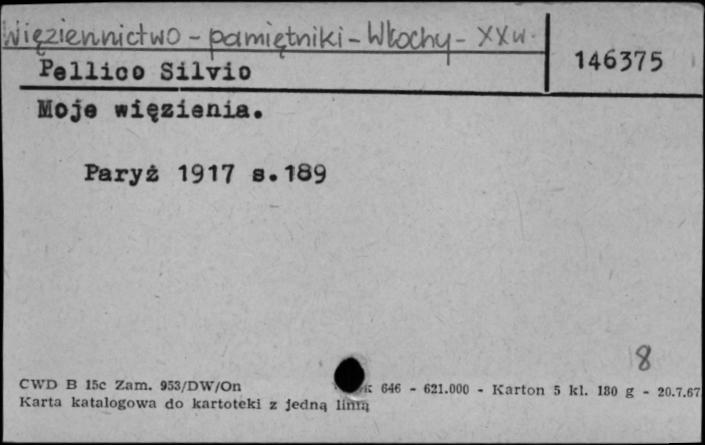 Więziennictwo - pamiętniki - Włochy - XX w.
146375
Pellico Silvio
Moje więzienia.
Paryż 1917 s.189
8
CWD B 15c Zam. 953/DW/On 646 - 621.000 - Karton 5 kl. 180 g - 20.7.67
Karta katalogowa do kartoteki z jedną linią